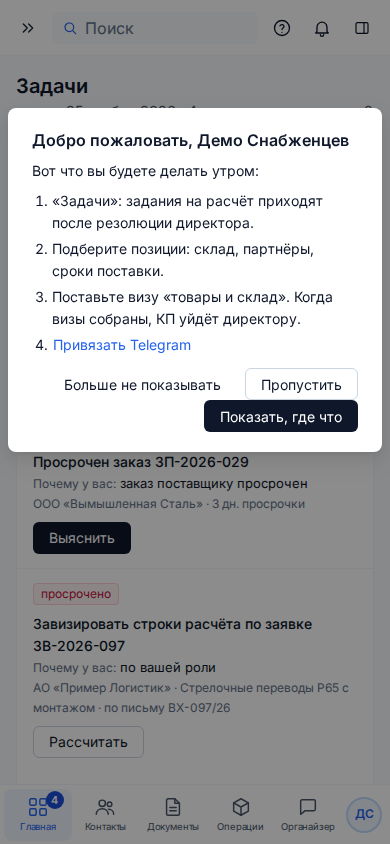 Поиск
Задачи
Добро пожаловать, Демо Снабженцев
Вот что вы будете делать утром:
1. «Задачи»: задания на расчёт приходят
после резолюции директора.
2. Подберите позиции: склад, партнёры,
сроки поставки.
3. Поставьте визу «товары и склад». Когда
визы собраны, КП уйдёт директору.
4. Привязать Telegram
Больше не показывать
Пропустить
Показать, где что
Просрочен заказ ЗП-2026-029
Почему у вас: заказ поставщику просрочен
ООО «Вымышленная Сталь» · 3 дн. просрочки
Выяснить
просрочено
Завизировать строки расчёта по заявке
ЗВ-2026-097
Почему у вас: по вашей роли
АО «Пример Логистик» · Стрелочные переводы Р65 с
монтажом · по письму ВХ-097/26
Рассчитать
4
Главная
Контакты
Документы
Операции
Органайзер
ДС